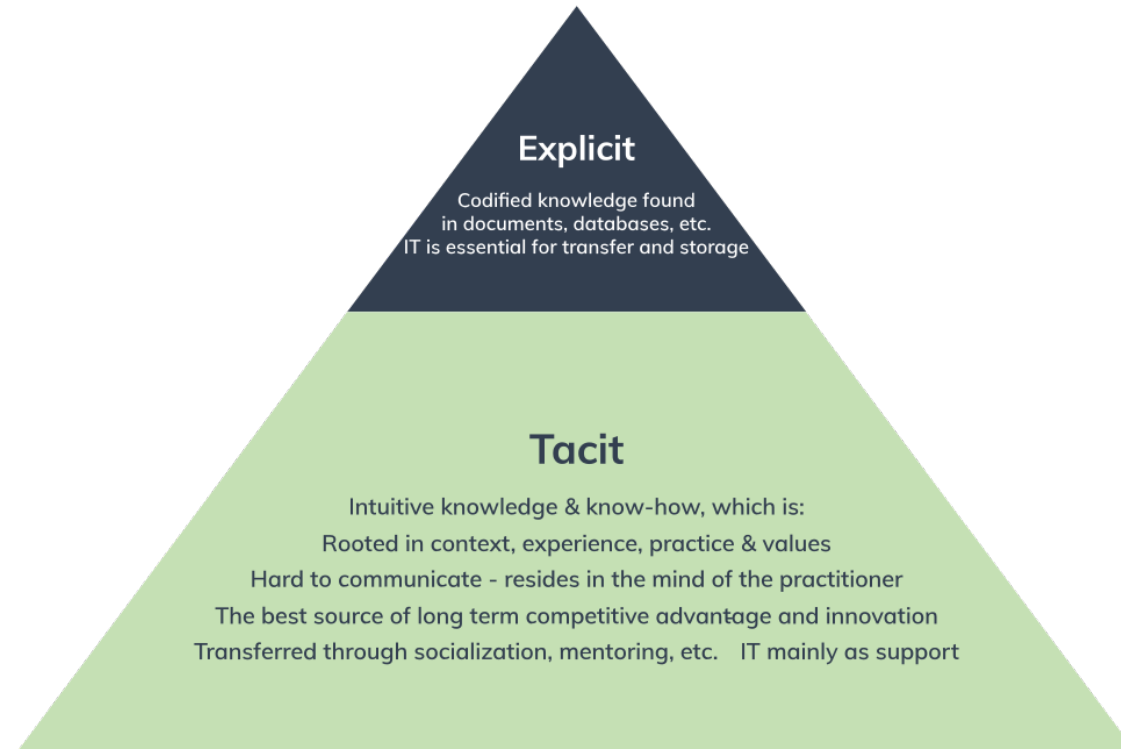 Explicit
Codified knowledge found
in documents, databases, etc.
IT is essential for transfer and storage
Tacit
Intuitive knowledge & know-how, which is:
Rooted in context, experience, practice & values
Hard to communicate - resides in the mind of the practitioner
The best source of long term competitive advantage and innovation
Transferred through socialization, mentoring, etc. IT mainly as support